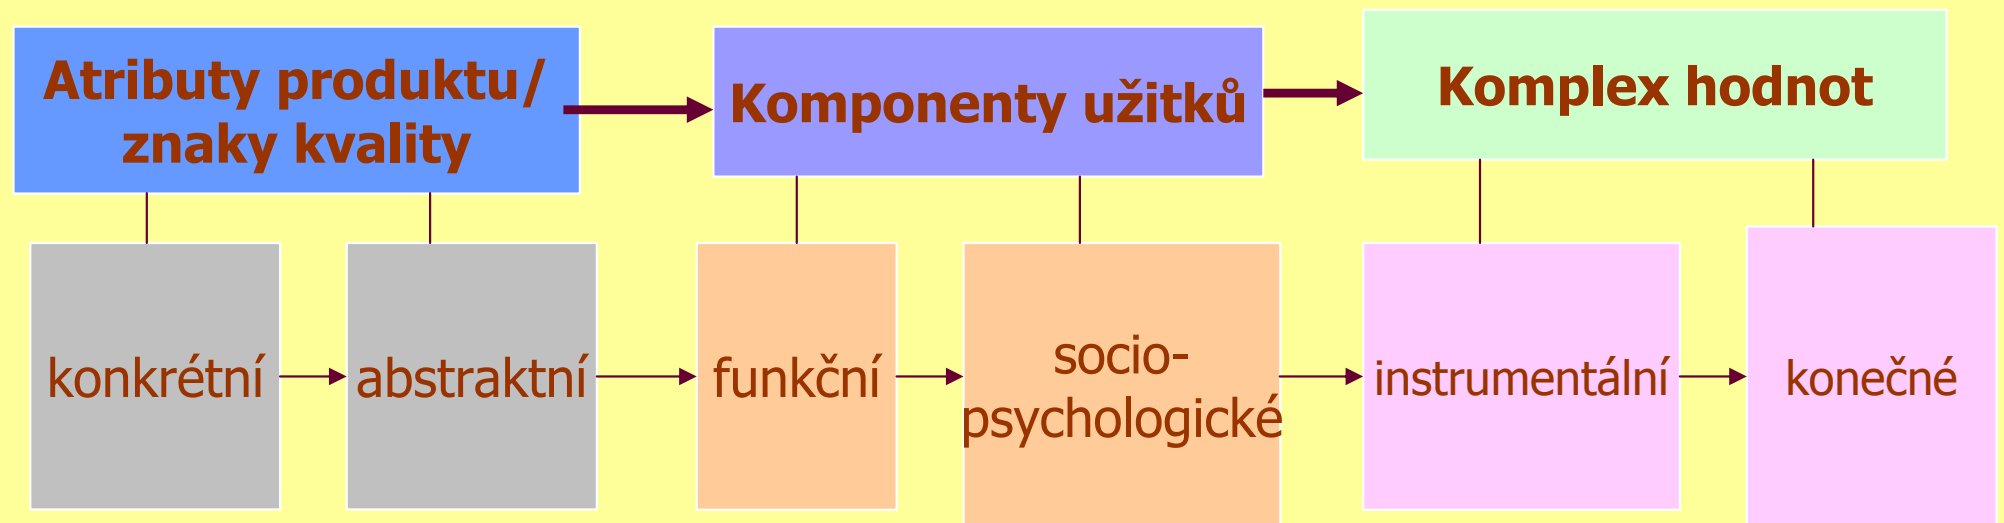 Atributy produktu/
znaky kvality
Komponenty užitků
Komplex hodnot
konkrétní
abstraktní
funkční
socio-
psychologické
instrumentální
konečné